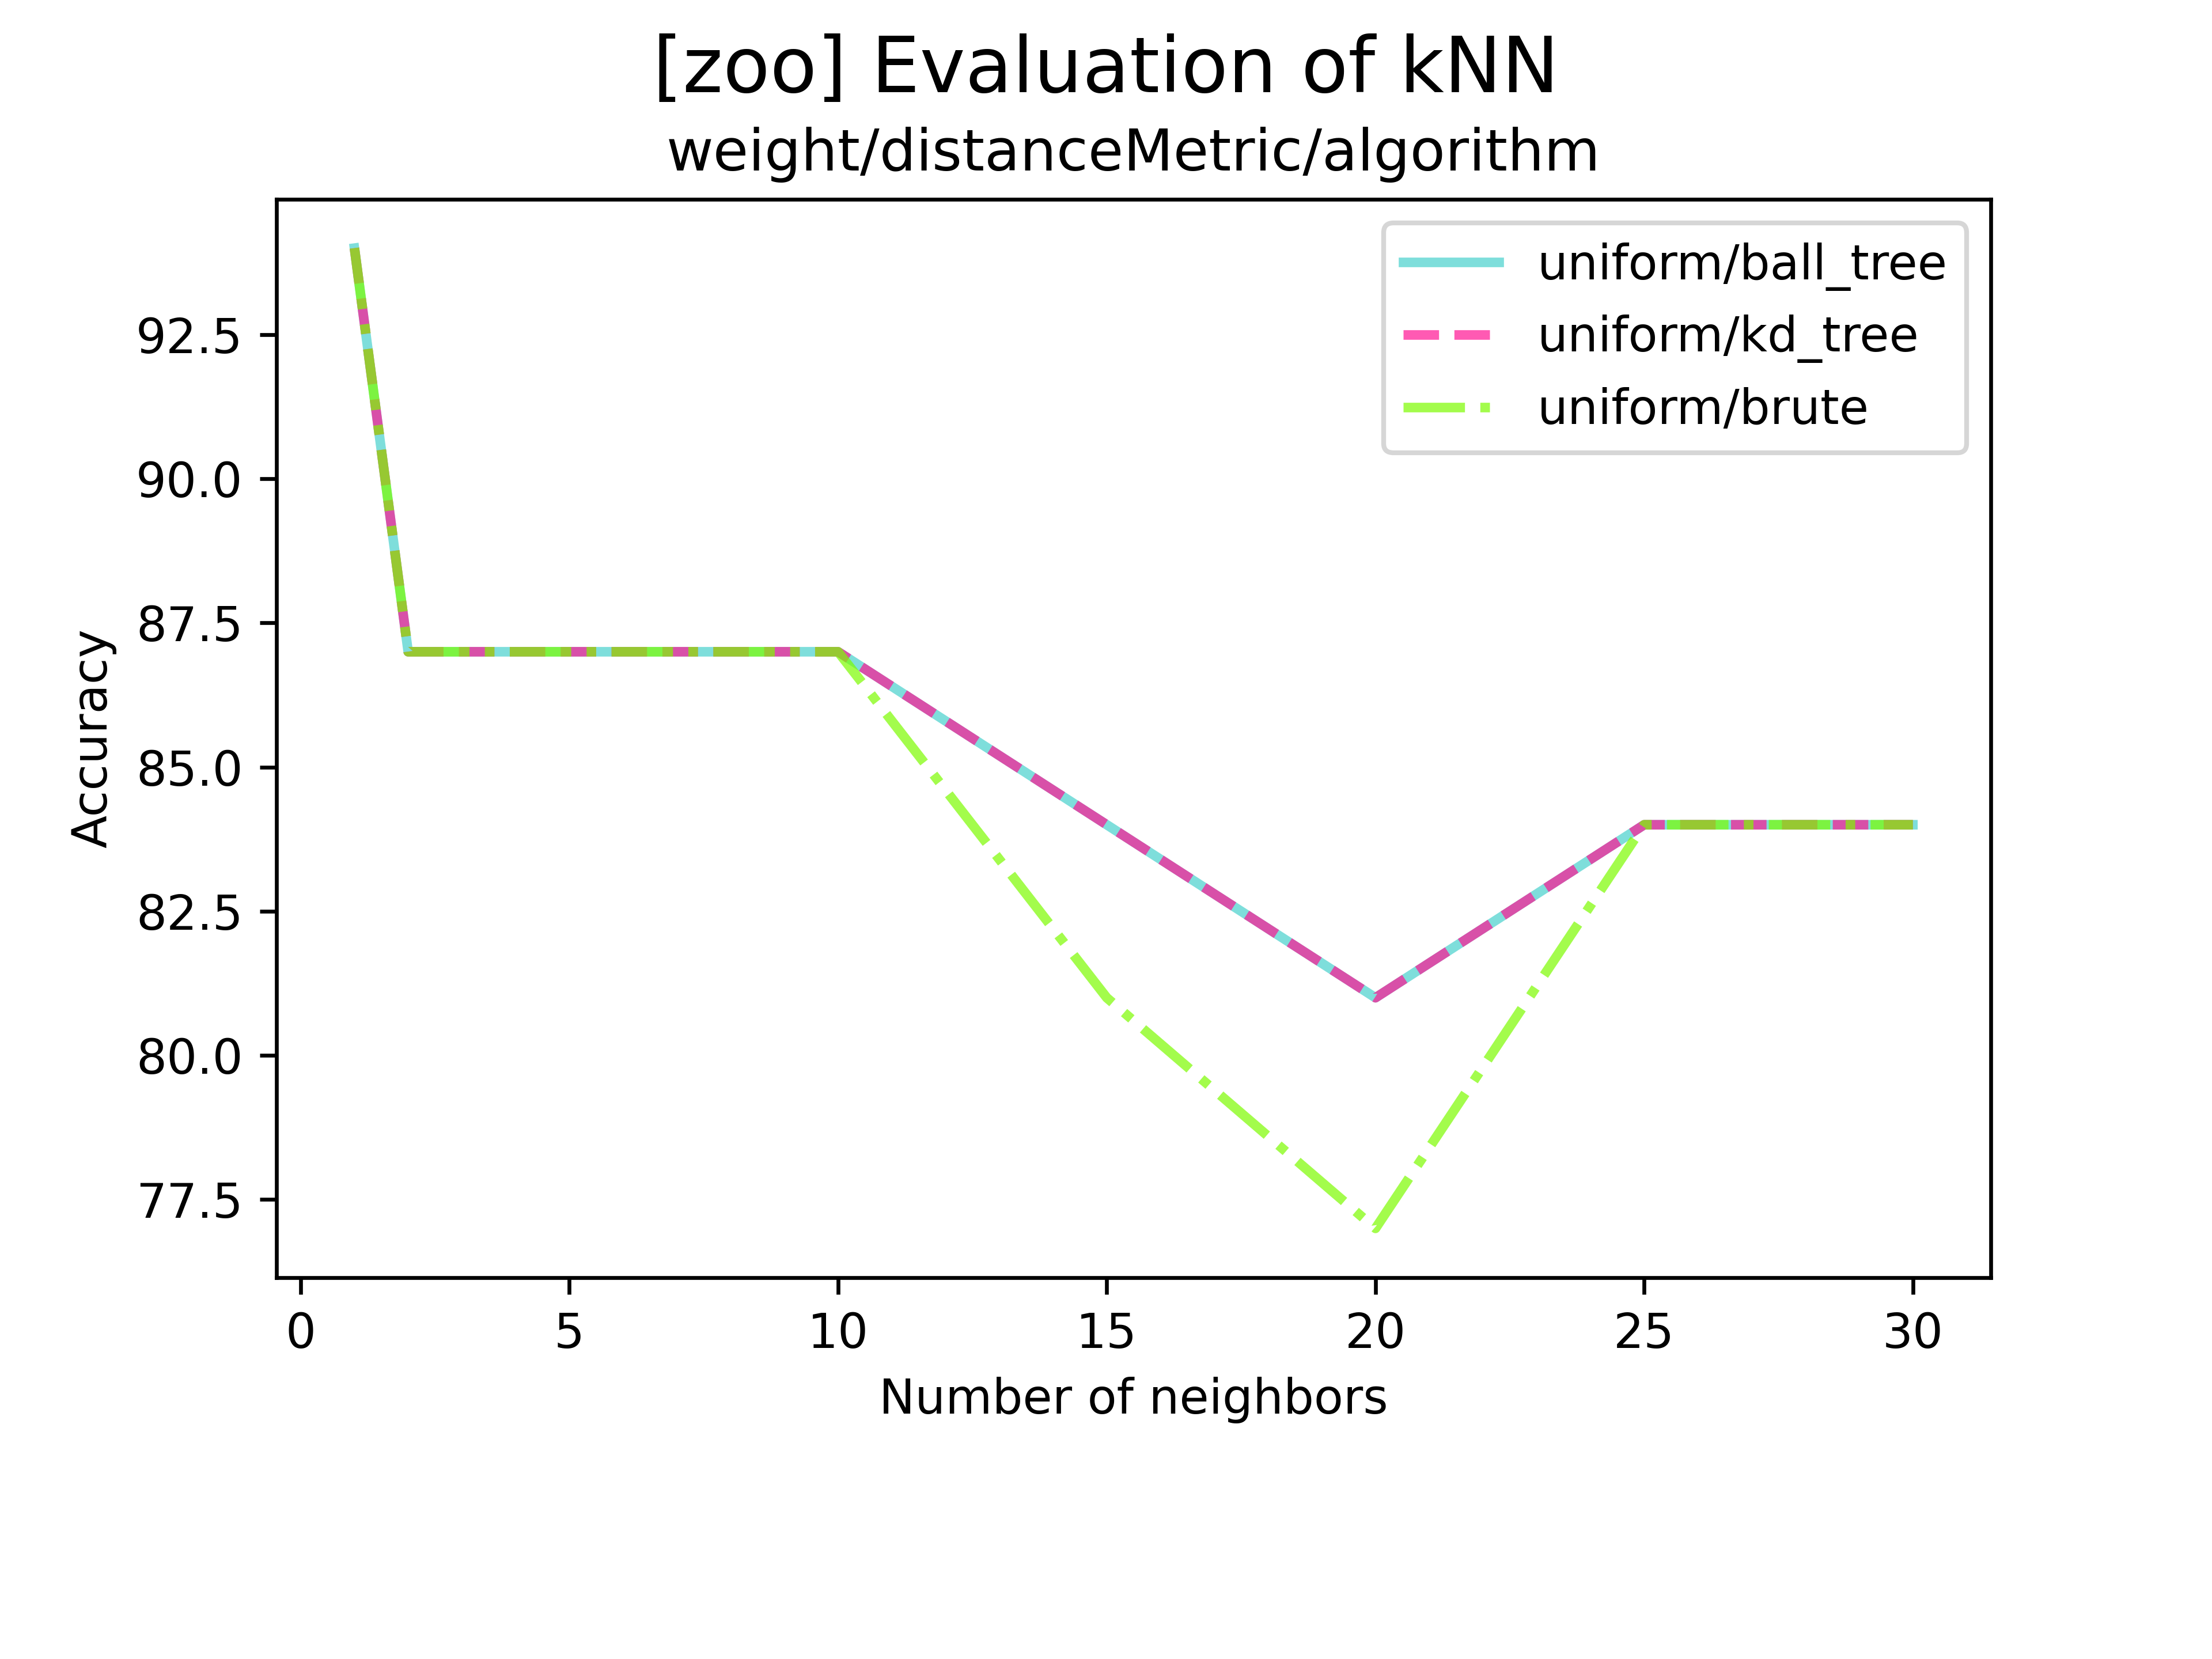 [zoo] Evaluation of kNN
weight/distanceMetric/algorithm
uniform/ball_tree
uniform/kd_tree
uniform/brute
92.5
90.0
87.5
85.0
82.5
80.0
77.5
Accuracy
0 5 10 15 20 25 30
Number of neighbors